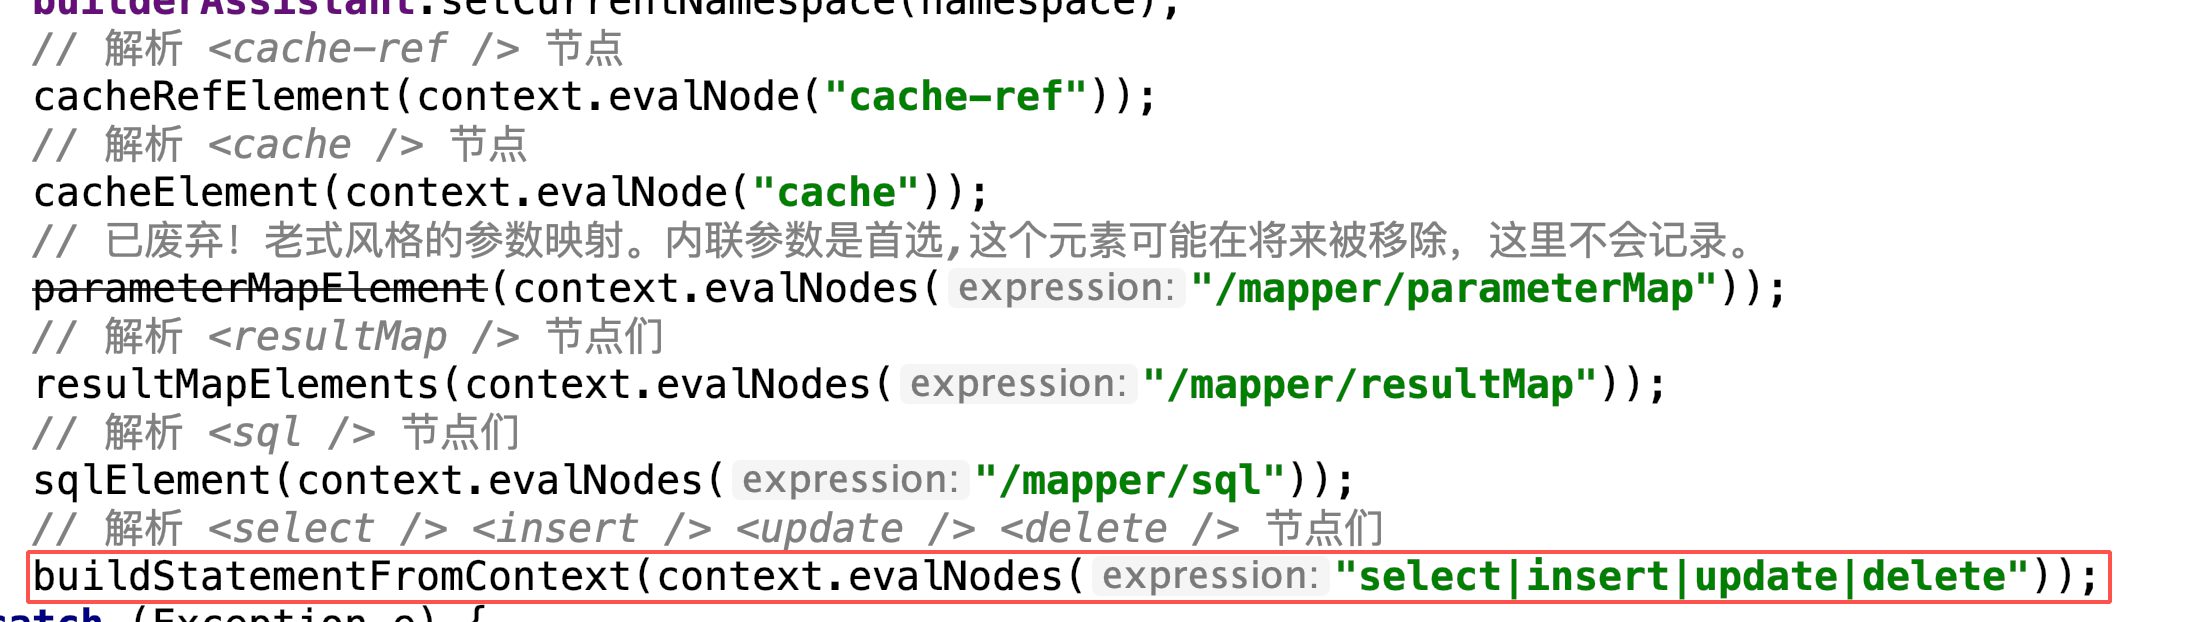 builderAssistant.setCurrentNamespace(namespace);
// 解析 <cache-ref /> 节点
cacheRefElement(context.evalNode("cache-ref"));
// 解析 <cache /> 节点
cacheElement(context.evalNode("cache"));
// 已废弃！老式风格的参数映射。内联参数是首选,这个元素可能在将来被移除，这里不会记录。
parameterMapElement(context.evalNodes( expression: "/mapper/parameterMap"));
// 解析 <resultMap /> 节点们
resultMapElements(context.evalNodes( expression: "/mapper/resultMap"));
// 解析 <sql /> 节点们
sqlElement(context.evalNodes( expression: "/mapper/sql"));
// 解析 <select /> <insert /> <update /> <delete /> 节点们
buildStatementFromContext(context.evalNodes( expression: "select|insert|update|delete"));
catch (Exception e) {